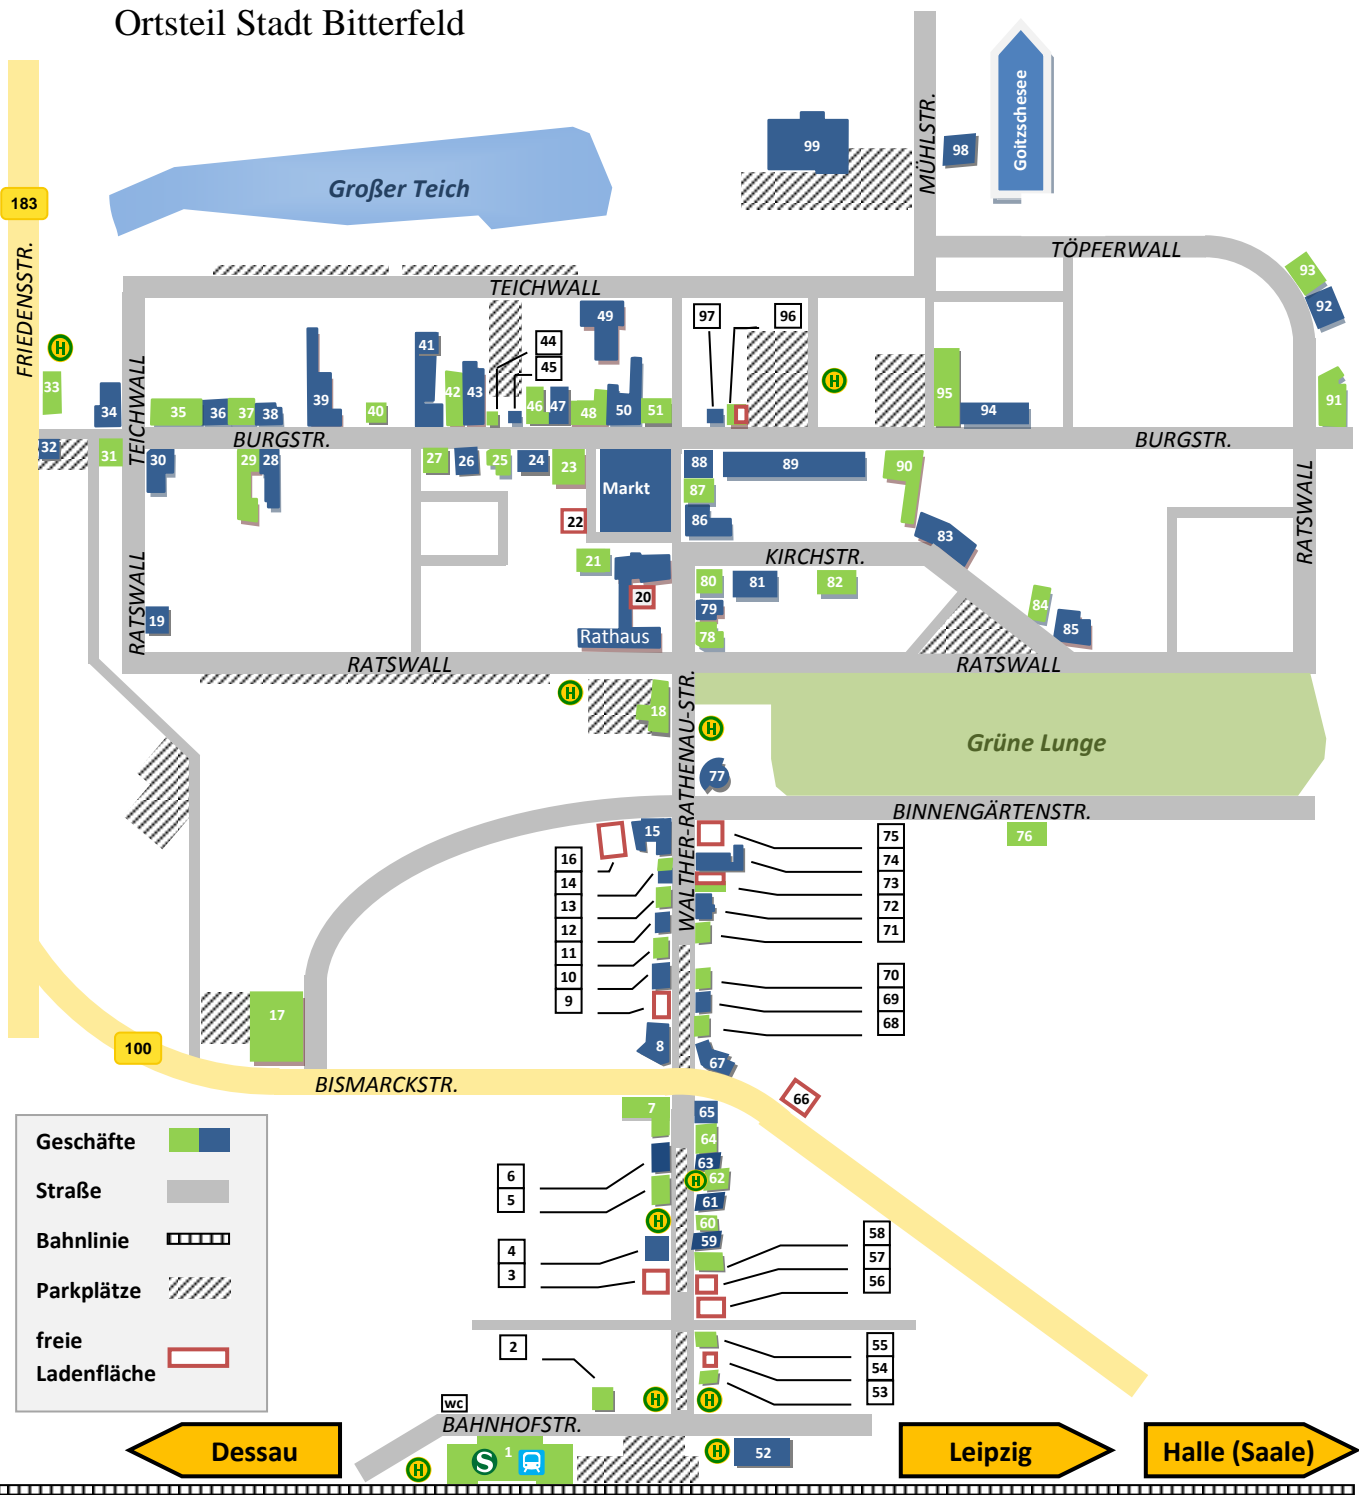 Ortsteil Stadt Bitterfeld
MÜHLSTR.
Goitzschesee
99
98
Großer Teich
183
FRIEDENSSTR.
TÖPFERWALL
93
92
TEICHWALL
97
96
49
44
45
41
H
H
33
34
TEICHWALL
35
36
37
38
39
40
42
43
46
47
48
50
51
95
94
91
32
31
BURGSTR.
BURGSTR.
30
29
28
27
26
25
24
23
Markt
88
89
90
87
22
86
83
RATSWALL
KIRCHSTR.
21
20
80
81
82
79
84
85
RATSWALL
19
Rathaus
78
RATSWALL
RATSWALL
H
18
WALTHER-RATHENAU-STR.
H
Grüne Lunge
77
BINNENGÄRTENSTR.
76
15
16
14
13
12
11
10
9
75
74
73
72
71
70
69
68
17
8
67
100
BISMARCKSTR.
66
7
65
64
63
H
62
61
60
59
6
5
H
4
3
58
57
56
2
55
54
53
H
H
Geschäfte
Straße
Bahnlinie
Parkplätze
freie
Ladenfläche
wc
BAHNHOFSTR.
Dessau
H
S
1
H
52
Leipzig
Halle (Saale)